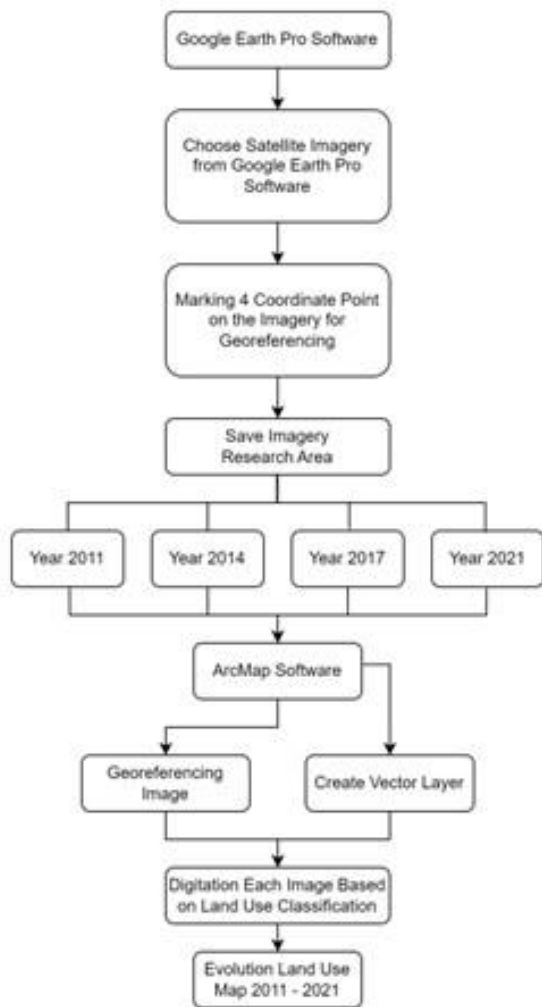 Google Earth Pro Software
Choose Satellite Imagery
from Google Earth Pro
Software
Marking 4 Coordinate Point
on the Imagery for
Georeferencing
Save Imagery
Research Area
Year 2011
Year 2014
Year 2017
Year 2021
ArcMap Software
Georeferencing
Image
Create Vector Layer
Digitation Each Image Based
on Land Use Classification
Evolution Land Use
Map 2011 - 2021